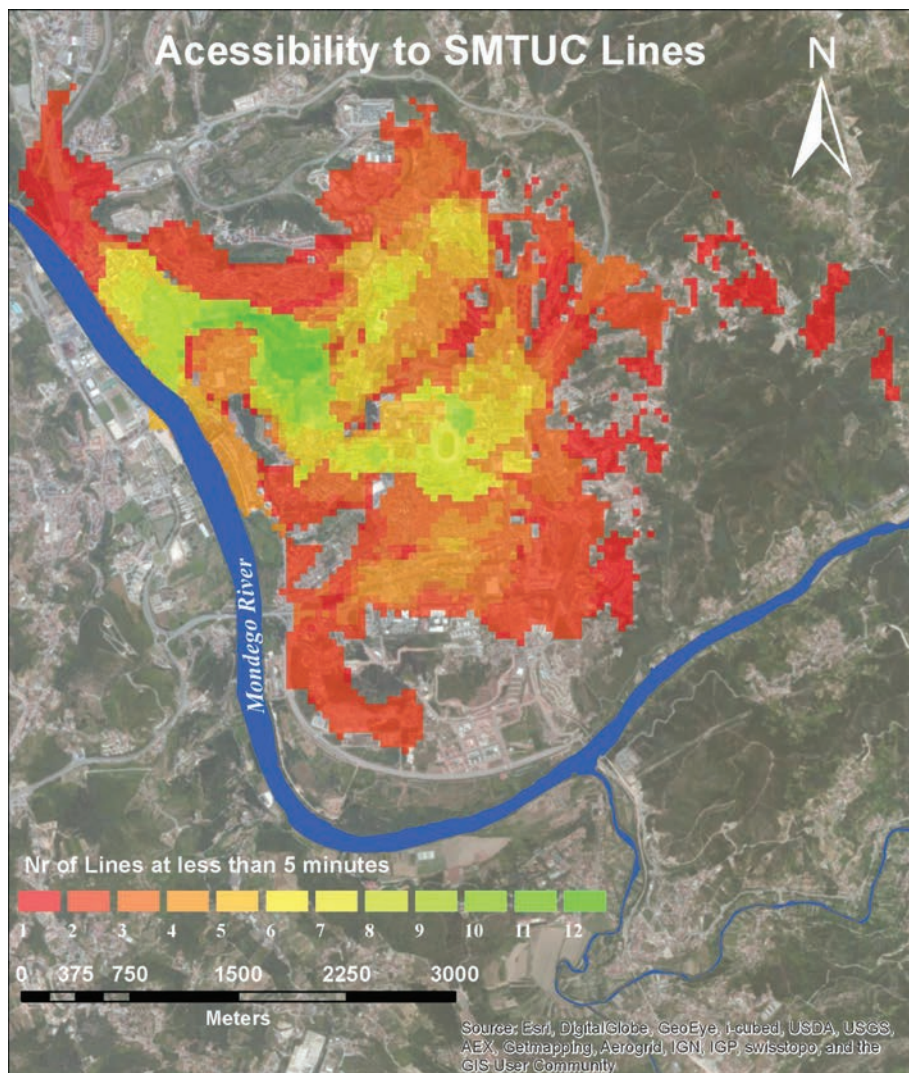 Acessibility to SMTUC Lines
N
Mondego River
Nr of Lines at less than 5 minutes
1 2 3 4 5 6 7 8 9 10 11 12
0 375 750 1500 2250 3000
Meters
Source: Esri, DigitalGlobe, GeoEye, i-cubed, USDA, USGS,
AEX, Getmapping, Aerogrid, IGN, IGP, swisstopo, and the
GIS User Community